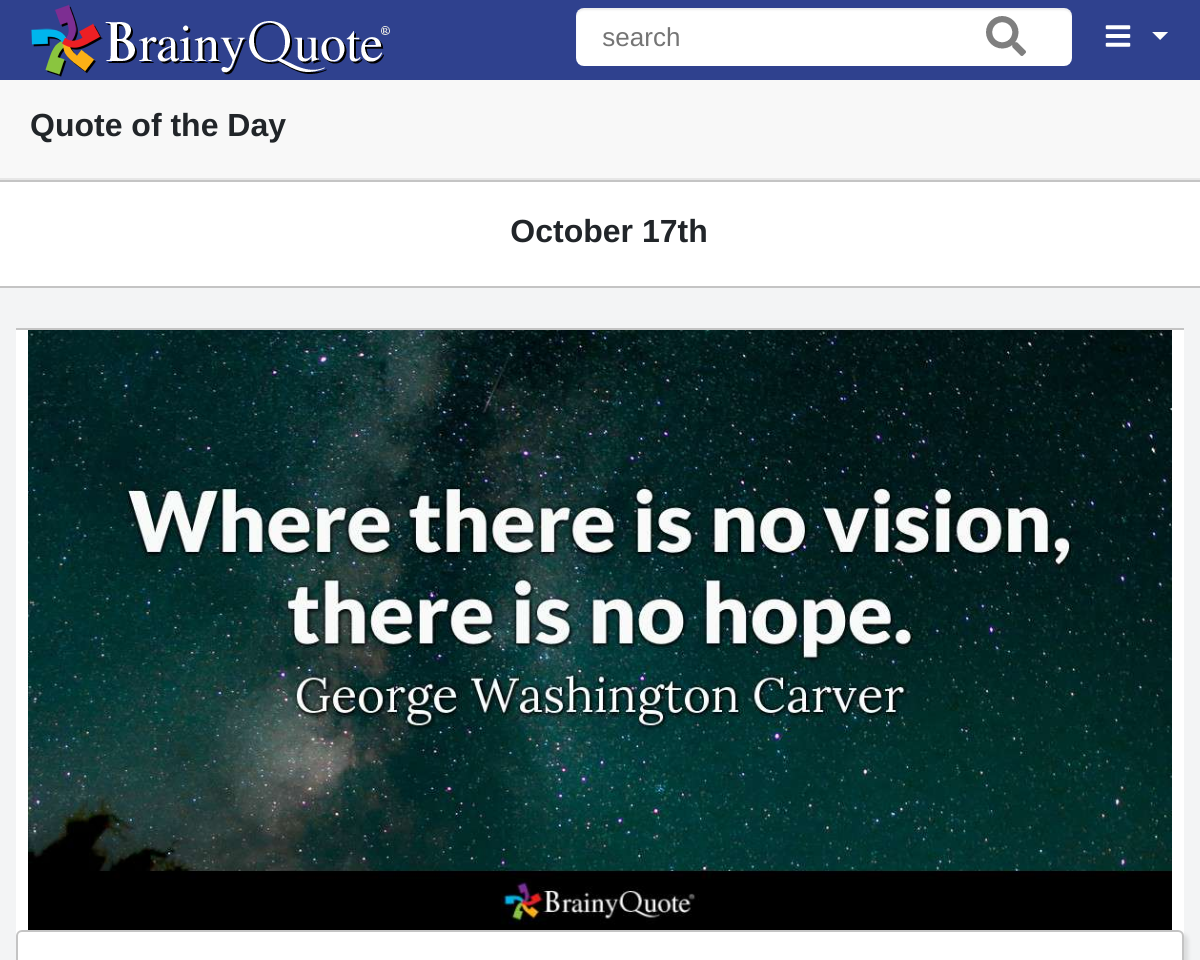 BrainyQuote®
search
Quote of the Day
October 17th
Where there is no vision,
there is no hope.
George Washington Carver
BrainyQuote®